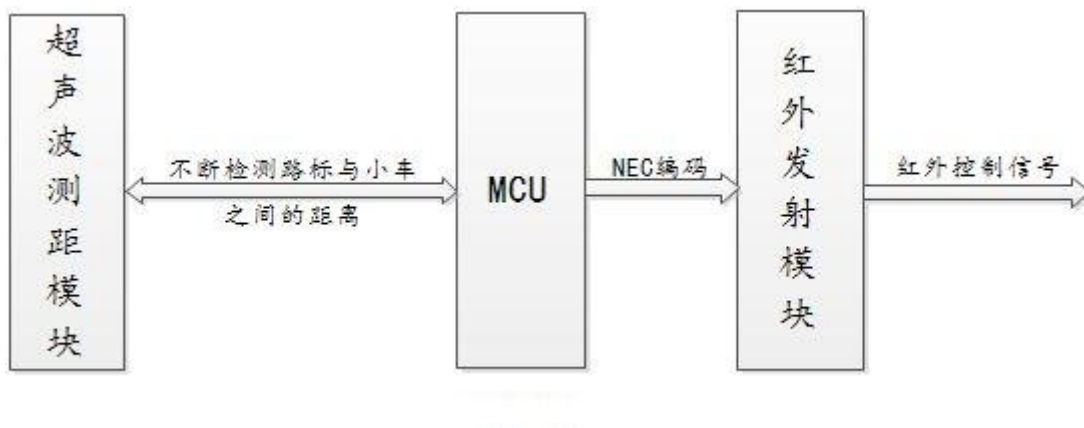 超声波测距模块
不断检测路标与小车
之间的距离
MCU
NEC编码
红外发射模块
红外控制信号